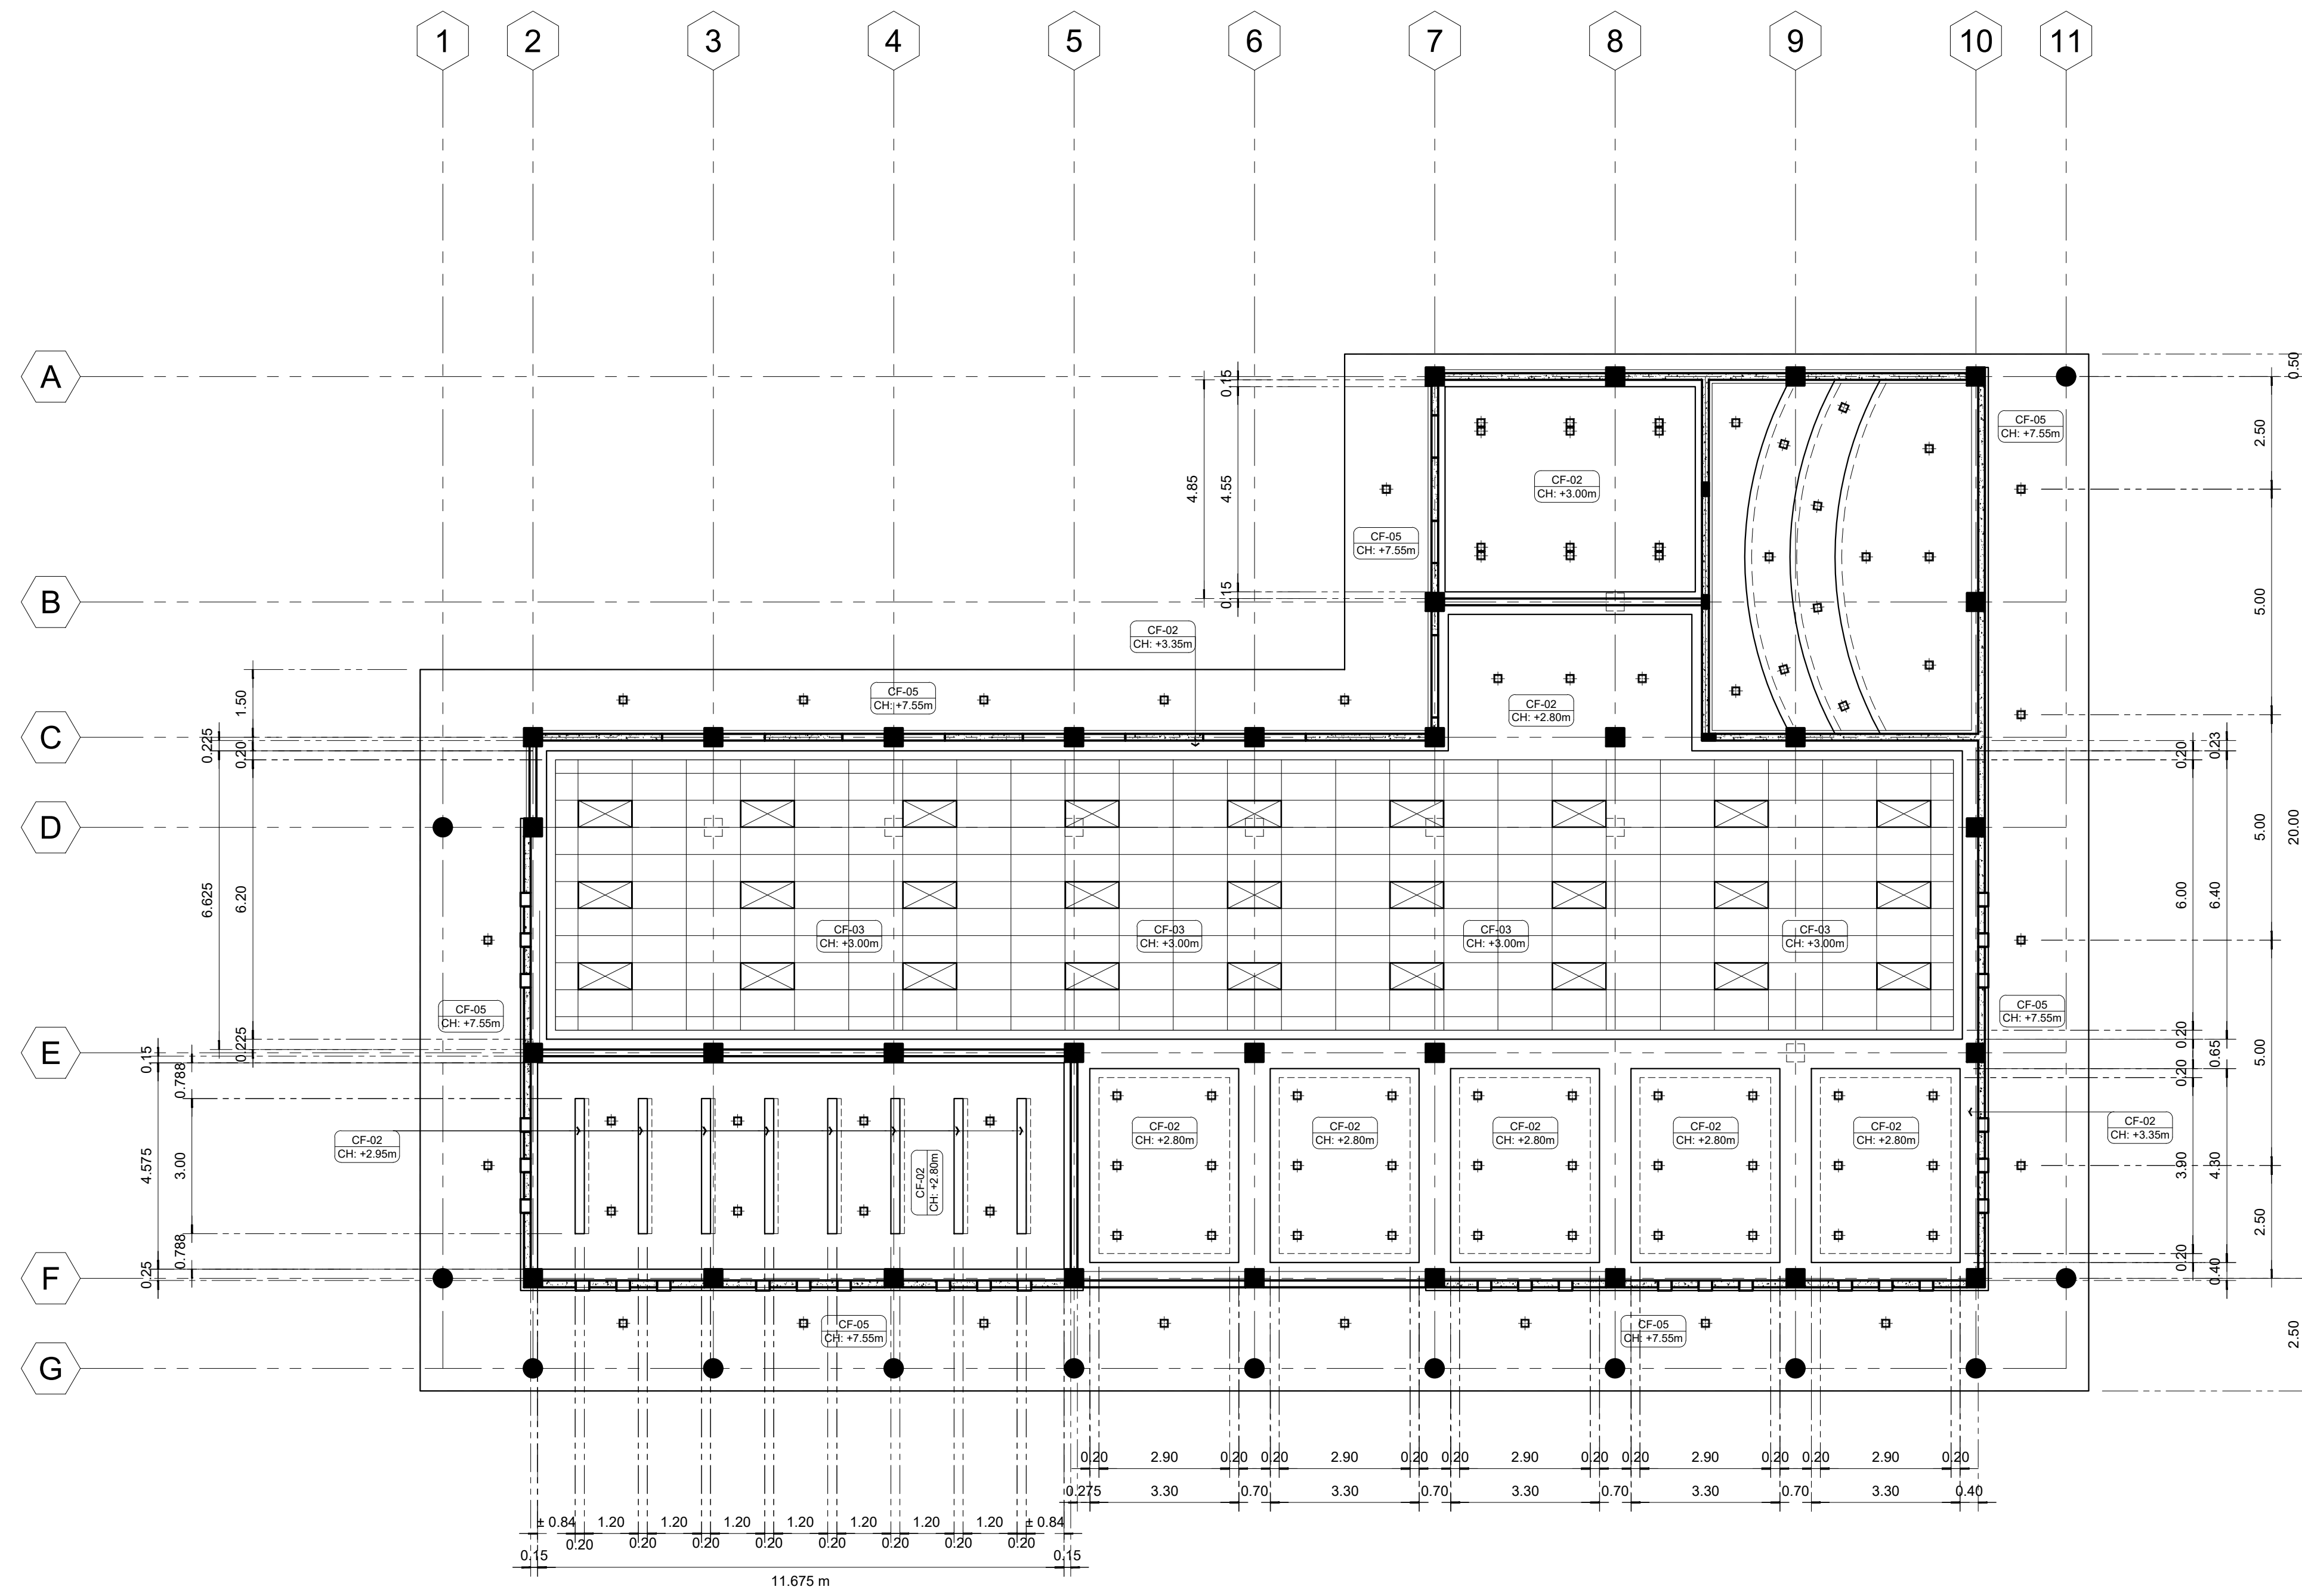 1 2 3 4 5 6 7 8 9 10 11
A
B
C
D
E
F
G
0.50
2.50
5.00
5.00
20.00
5.00
2.50
2.50
0.15
4.85
4.55
0.15
CF-05
CH: +7.55m
CF-02
CH: +3.00m
CF-05
CH: +7.55m
CF-02
CH: +3.35m
CF-05
CH: +7.55m
CF-02
CH: +2.80m
1.50
0.225
0.20
6.625
6.20
0.225
0.20
0.23
6.00
6.40
0.20
0.65
0.20
3.90
4.30
0.20
0.40
CF-03
CH: +3.00m
CF-03
CH: +3.00m
CF-03
CH: +3.00m
CF-03
CH: +3.00m
CF-05
CH: +7.55m
CF-05
CH: +7.55m
0.15
0.788
4.575
3.00
0.788
0.25
CF-02
CH: +2.95m
CF-02
CH: +2.80m
CF-02
CH: +2.80m
CF-02
CH: +2.80m
CF-02
CH: +2.80m
CF-02
CH: +2.80m
CF-02
CH: +2.80m
CF-02
CH: +3.35m
CF-05
CH: +7.55m
CF-05
CH: +7.55m
0.20 2.90 0.20 0.20 2.90 0.20 0.20 2.90 0.20 0.20 2.90 0.20 0.20 2.90 0.20
0.275 3.30 0.70 3.30 0.70 3.30 0.70 3.30 0.70 3.30 0.40
± 0.84 1.20 1.20 1.20 1.20 1.20 1.20 1.20 ± 0.84
0.20 0.20 0.20 0.20 0.20 0.20 0.20 0.20
0.15 0.15
11.675 m